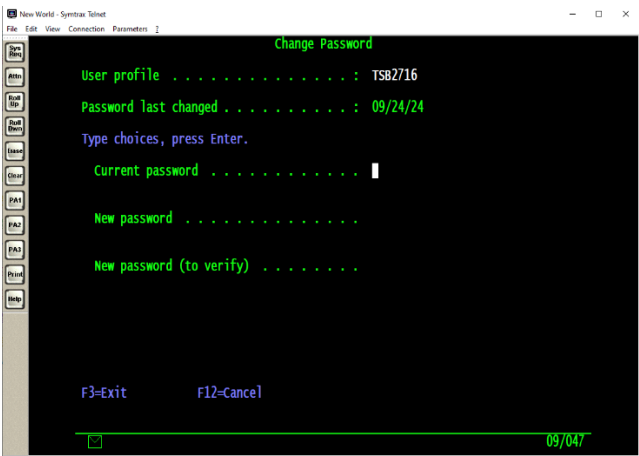 New World - Symtrax Telnet
File Edit View Connection Parameters ?
Sys Req
Attn
Roll Up
Roll Dwn
Erase
Clear
PA1
PA2
PA3
Print
Help
Change Password
User profile . . . . . . . . . . . . . . : TSB2716
Password last changed . . . . . . . . . . : 09/24/24
Type choices, press Enter.
Current password . . . . . . . . . . . .
New password . . . . . . . . . . . . . .
New password (to verify) . . . . . . . .
F3=Exit F12=Cancel
09/047